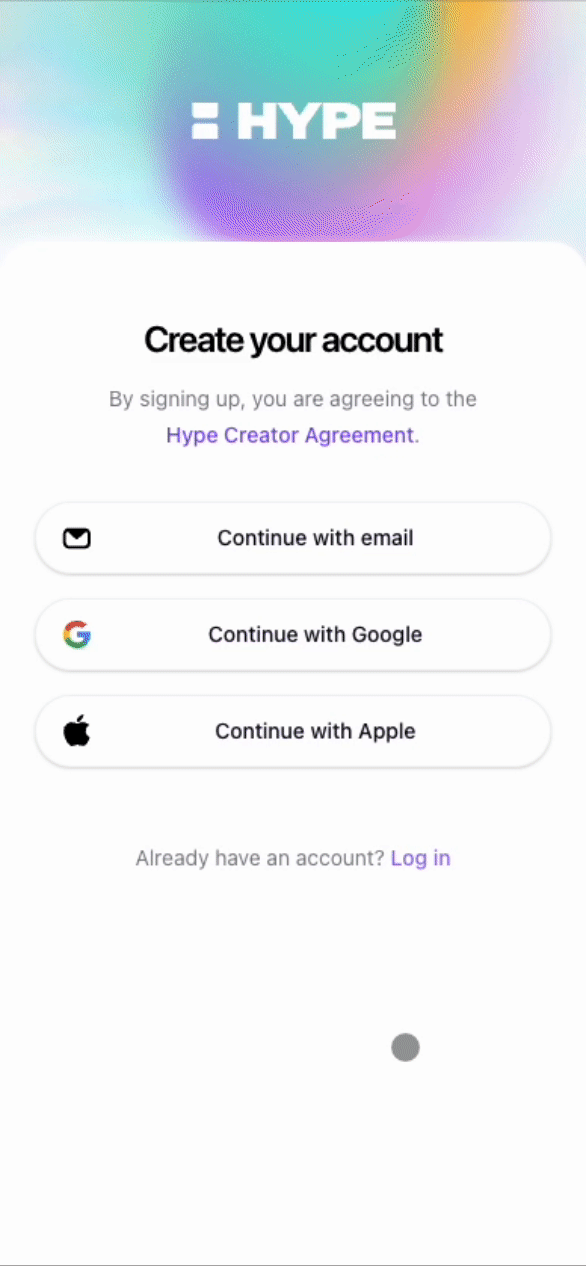 HYPE
Create your account
By signing up, you are agreeing to the
Hype Creator Agreement.
Continue with email
Continue with Google
Continue with Apple
Already have an account? Log in